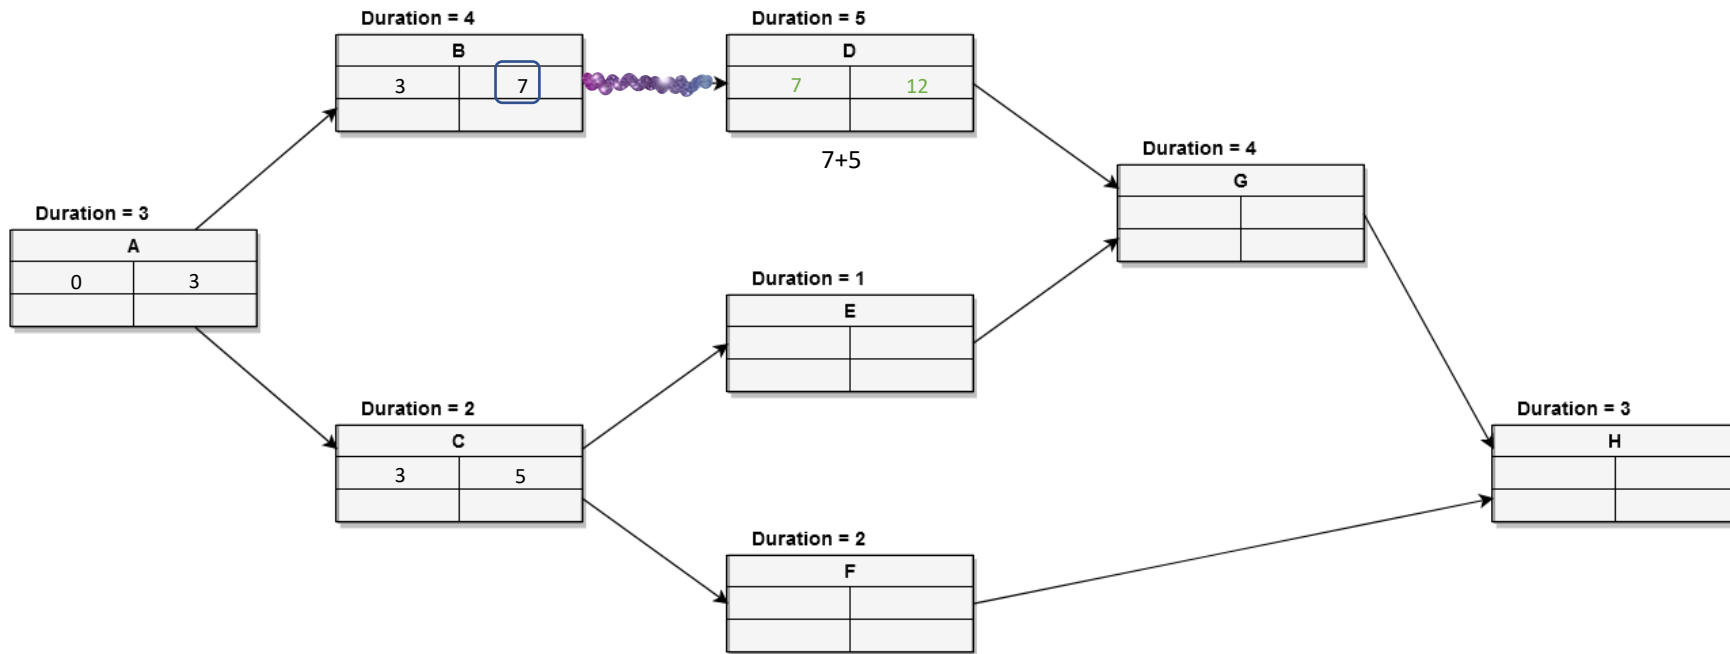 Duration = 4
B
3 7
Duration = 5
D
7 12
7+5
Duration = 4
G
Duration = 3
A
0 3
Duration = 1
E
Duration = 2
C
3 5
Duration = 3
H
Duration = 2
F